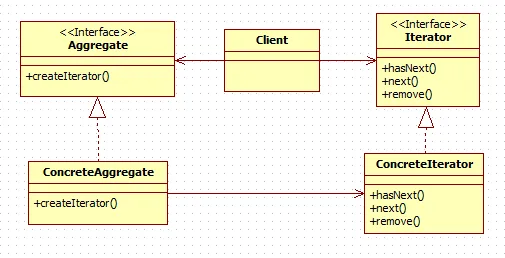 <<Interface>>
Aggregate
+createIterator()
Client
<<Interface>>
Iterator
+hasNext()
+next()
+remove()
ConcreteAggregate
+createIterator()
ConcreteIterator
+hasNext()
+next()
+remove()